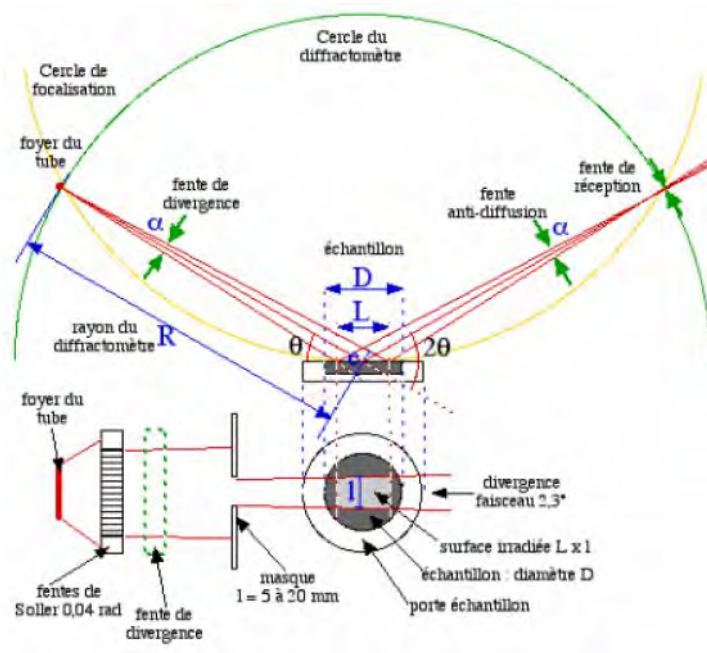 Cercle du
diffractomètre
Cercle de
focalisation
foyer du
tube
fente de
divergence
α
fente
anti-diffusion
α
fente de
réception
échantillon
D
L
θ
2θ
e
rayon du
diffractomètre
R
foyer du
tube
l
divergence
faisceau 2,3°
surface irradiée L x l
échantillon : diamètre D
porte échantillon
masque
l = 5 à 20 mm
fentes de
Soller 0,04 rad
fente de
divergence